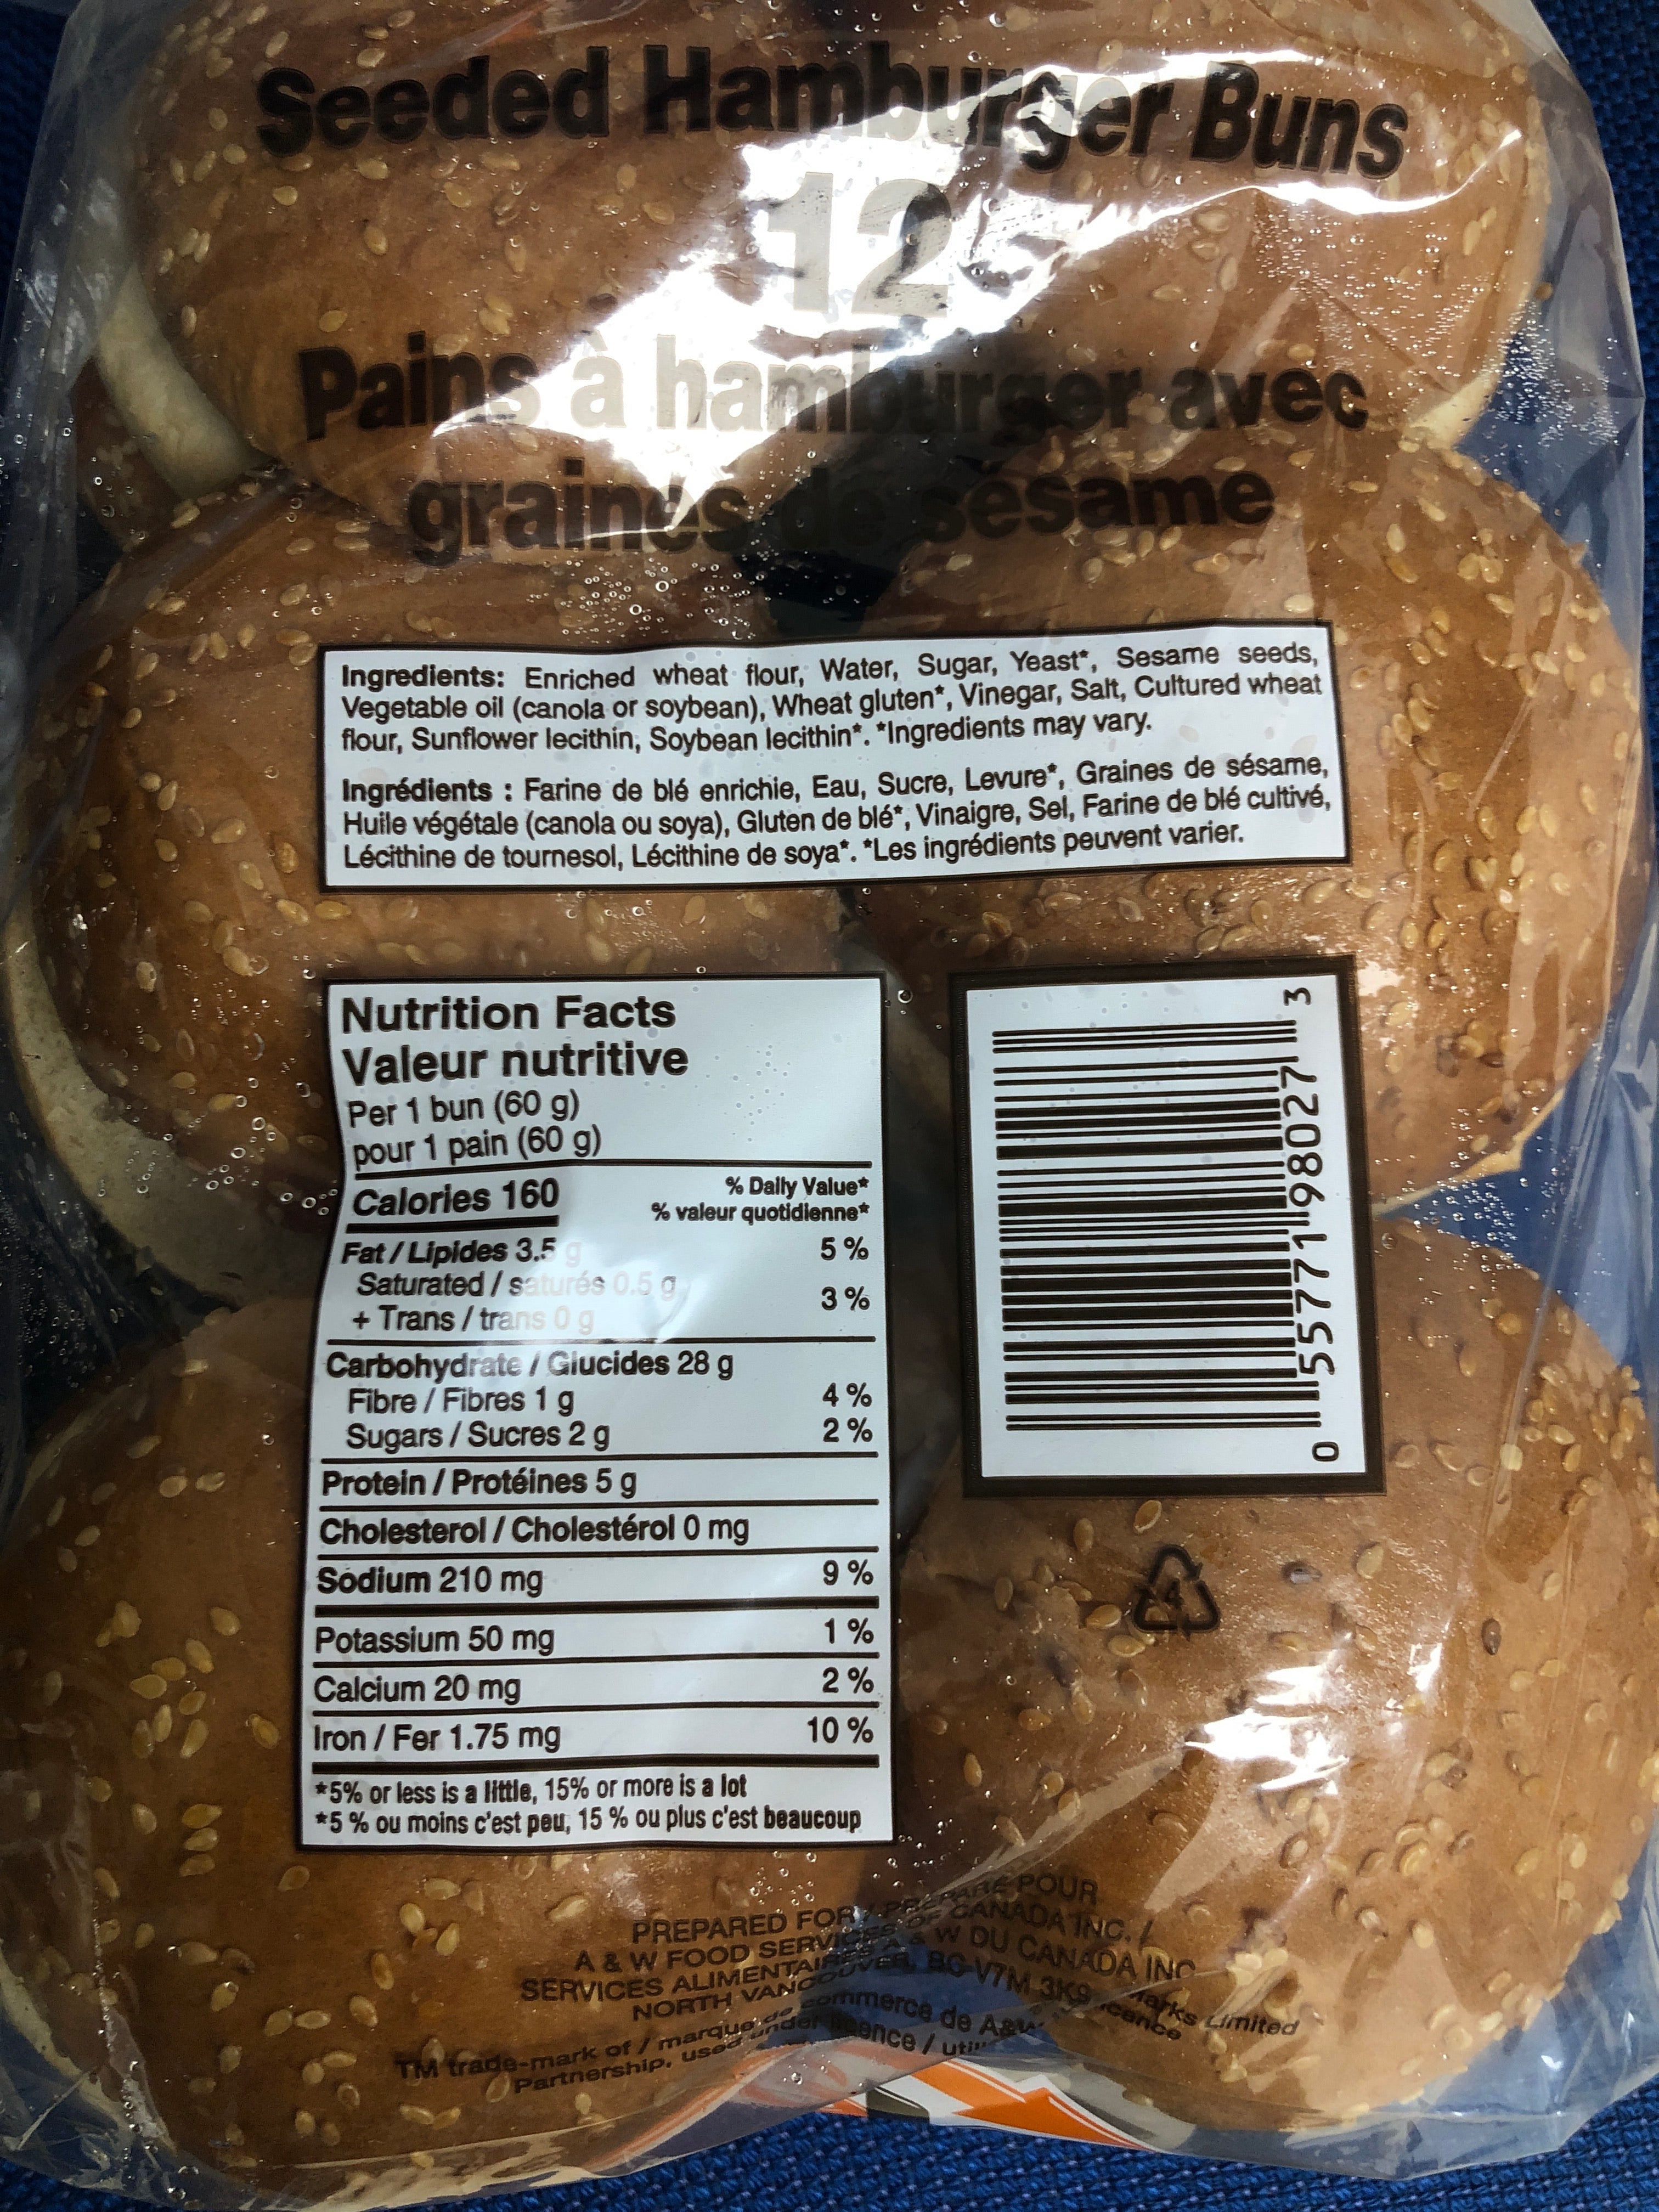 Seeded Hamburger Buns
12
Pains à hamburger avec
graines de sésame
Ingredients: Enriched wheat flour, Water, Sugar, Yeast*, Sesame seeds,
Vegetable oil (canola or soybean), Wheat gluten*, Vinegar, Salt, Cultured wheat
flour, Sunflower lecithin, Soybean lecithin*. *Ingredients may vary.
Ingrédients : Farine de blé enrichie, Eau, Sucre, Levure*, Graines de sésame,
Huile végétale (canola ou soya), Gluten de blé*, Vinaigre, Sel, Farine de blé cultivé,
Lécithine de tournesol, Lécithine de soya*. *Les ingrédients peuvent varier.
Nutrition Facts
Valeur nutritive
Per 1 bun (60 g)
pour 1 pain (60 g)
Calories 160
% Daily Value*
% valeur quotidienne*
Fat / Lipides 3.5 g 5 %
Saturated / saturés 0.5 g
+ Trans / trans 0 g 3 %
Carbohydrate / Glucides 28 g
Fibre / Fibres 1 g 4 %
Sugars / Sucres 2 g 2 %
Protein / Protéines 5 g
Cholesterol / Cholestérol 0 mg
Sodium 210 mg 9 %
Potassium 50 mg 1 %
Calcium 20 mg 2 %
Iron / Fer 1.75 mg 10 %
*5% or less is a little, 15% or more is a lot
*5 % ou moins c'est peu, 15 % ou plus c'est beaucoup
0 55771 98027 3
4
PREPARED FOR / PRÉPARÉ POUR
A & W FOOD SERVICES OF CANADA INC. /
SERVICES ALIMENTAIRES A & W DU CANADA INC
NORTH VANCOUVER, BC V7M 3K9
TM trade-mark of / marque de commerce de A&W Limited
Partnership, used under licence /